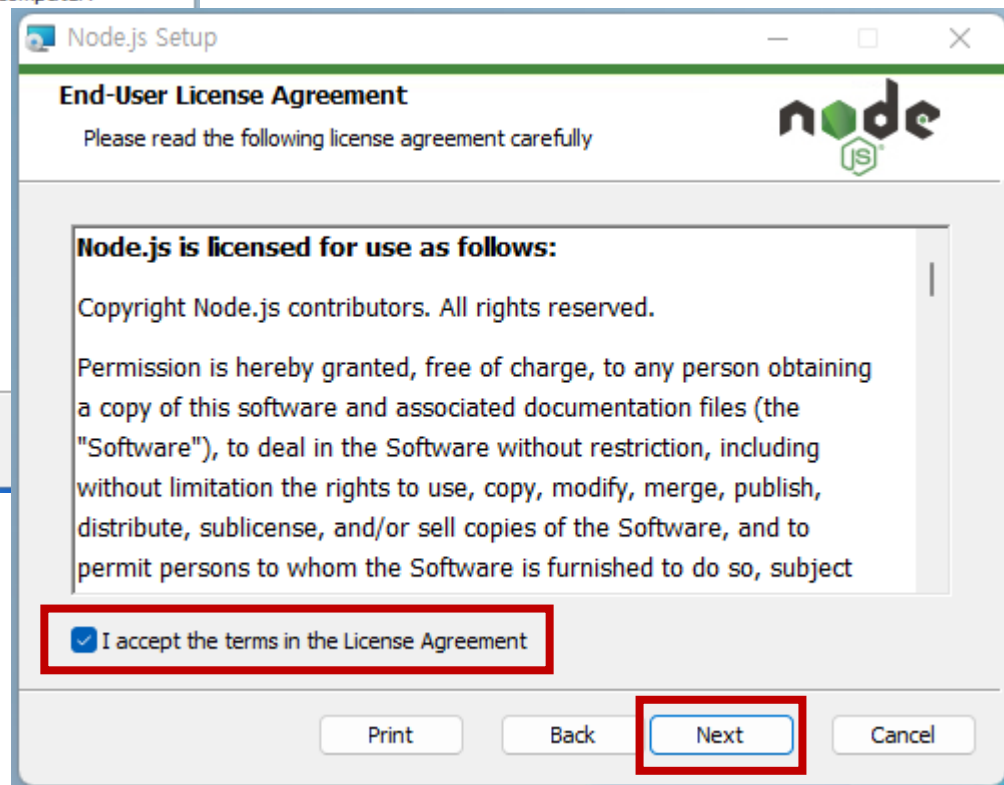 Node.js Setup
End-User License Agreement
Please read the following license agreement carefully
node
JS
Node.js is licensed for use as follows:
Copyright Node.js contributors. All rights reserved.
Permission is hereby granted, free of charge, to any person obtaining
a copy of this software and associated documentation files (the
"Software"), to deal in the Software without restriction, including
without limitation the rights to use, copy, modify, merge, publish,
distribute, sublicense, and/or sell copies of the Software, and to
permit persons to whom the Software is furnished to do so, subject
I accept the terms in the License Agreement
Print Back Next Cancel